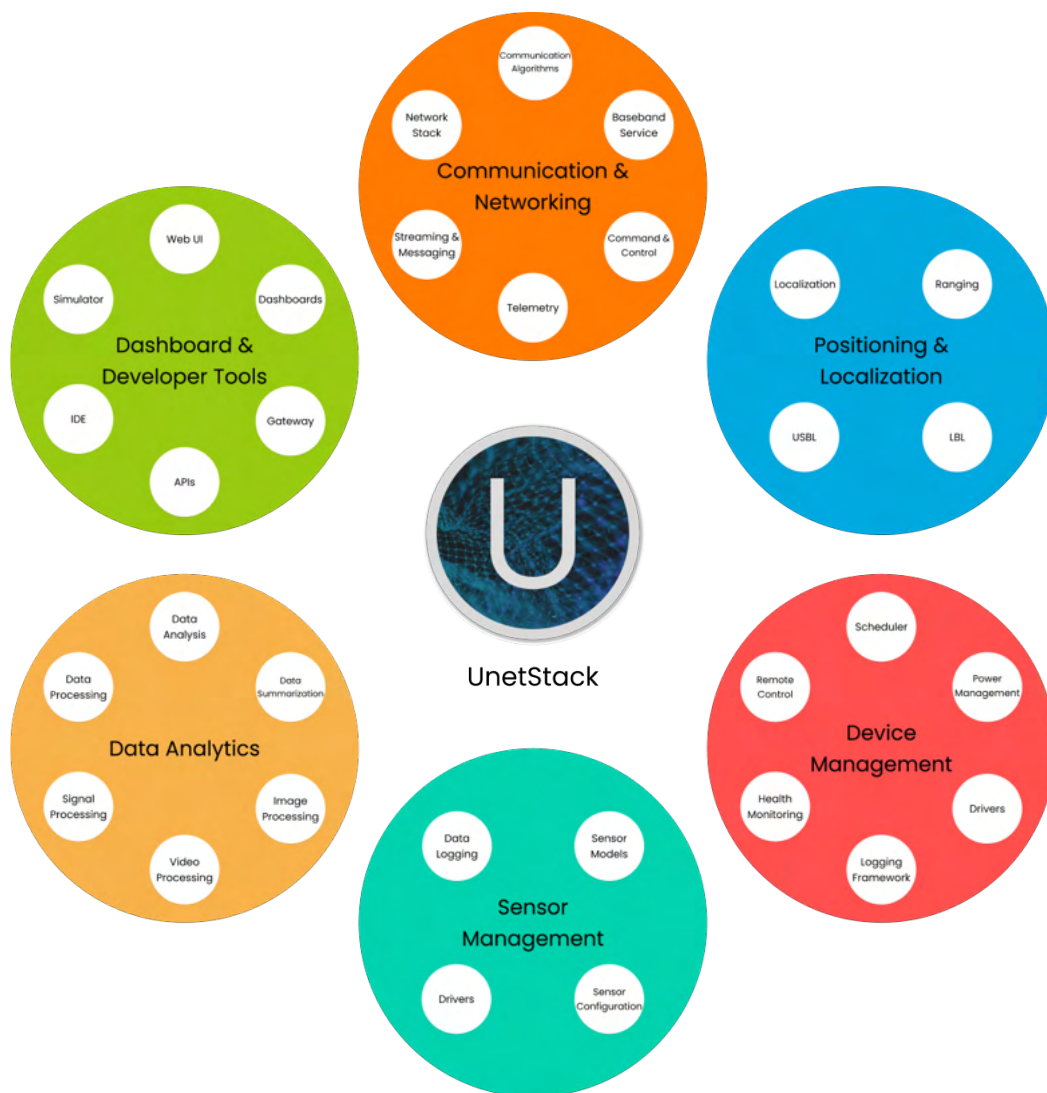 Communication
Algorithms
Network
Stack
Baseband
Service
Communication &
Networking
Streaming &
Messaging
Command &
Control
Telemetry
Web UI
Simulator
Dashboards
Dashboard &
Developer Tools
IDE
Gateway
APIs
Localization
Ranging
Positioning &
Localization
USBL
LBL
U
UnetStack
Data
Analysis
Data
Processing
Data
Summarization
Data Analytics
Signal
Processing
Image
Processing
Video
Processing
Scheduler
Remote
Control
Power
Management
Device
Management
Health
Monitoring
Drivers
Logging
Framework
Data
Logging
Sensor
Models
Sensor
Management
Drivers
Sensor
Configuration